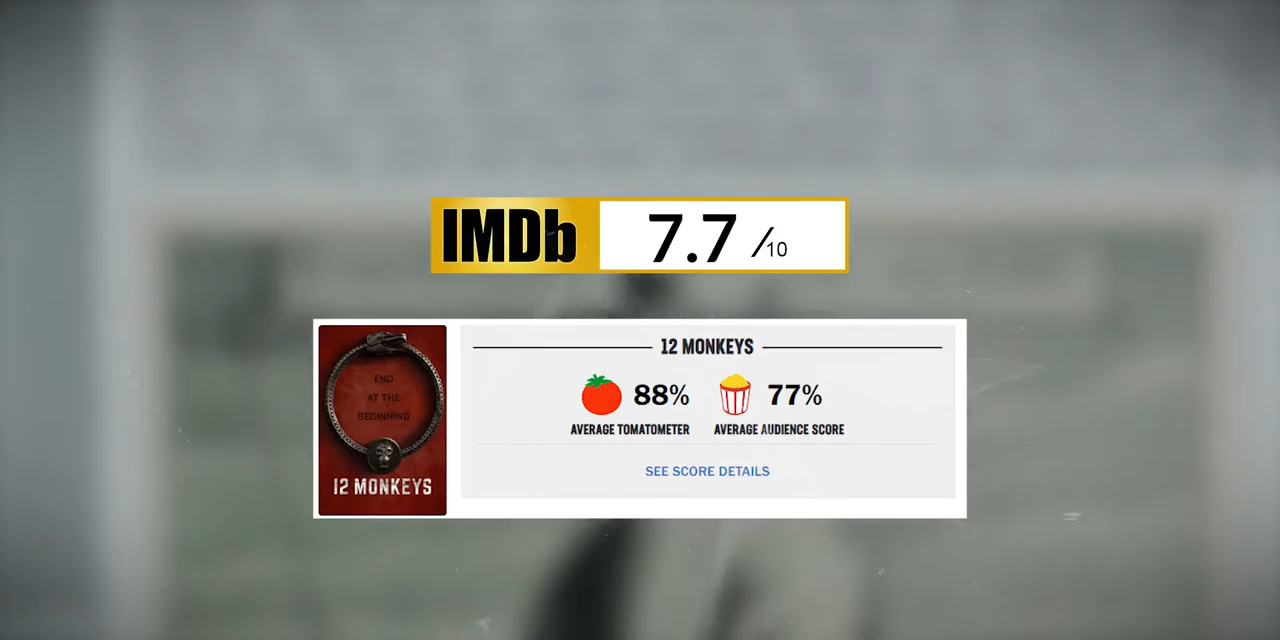 IMDb 7.7 /10
12 MONKEYS
88% 77%
AVERAGE TOMATOMETER AVERAGE AUDIENCE SCORE
SEE SCORE DETAILS
END
AT THE
BEGINNING
12 MONKEYS